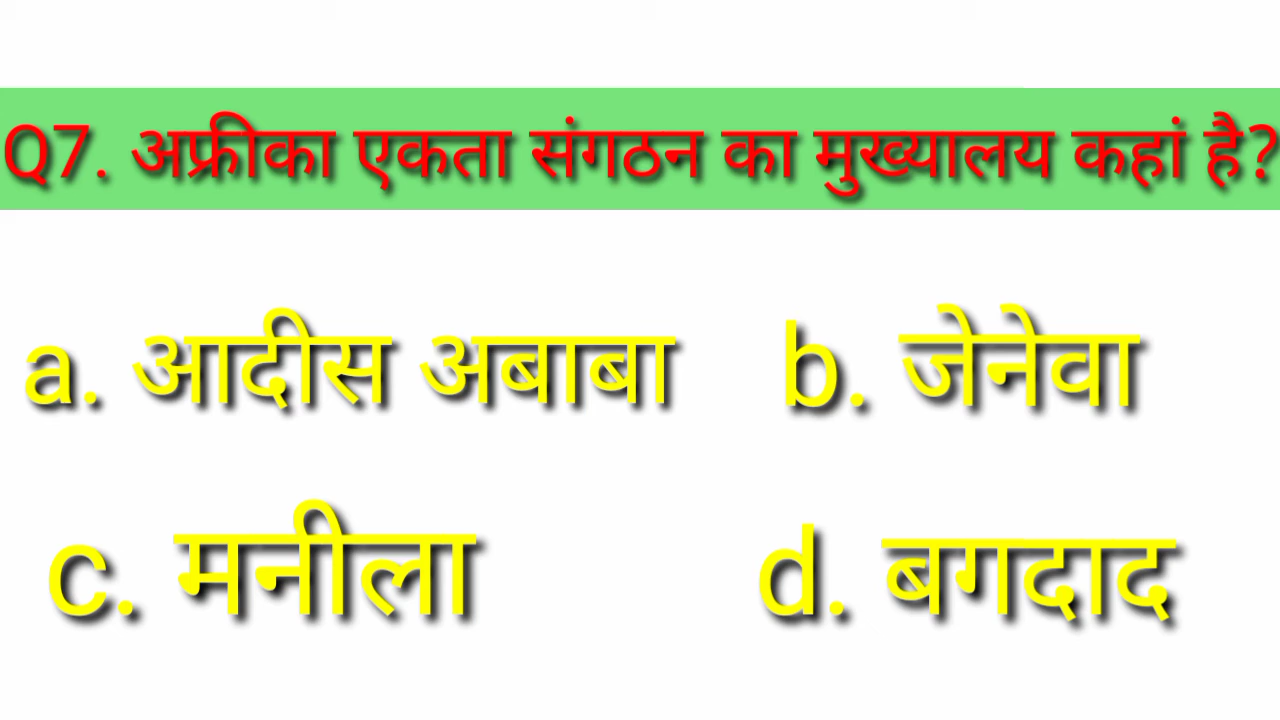 Q7. अफ्रीका एकता संगठन का मुख्यालय कहां है?
a. आदीस अबाबा b. जेनेवा
c. मनीला d. बगदाद